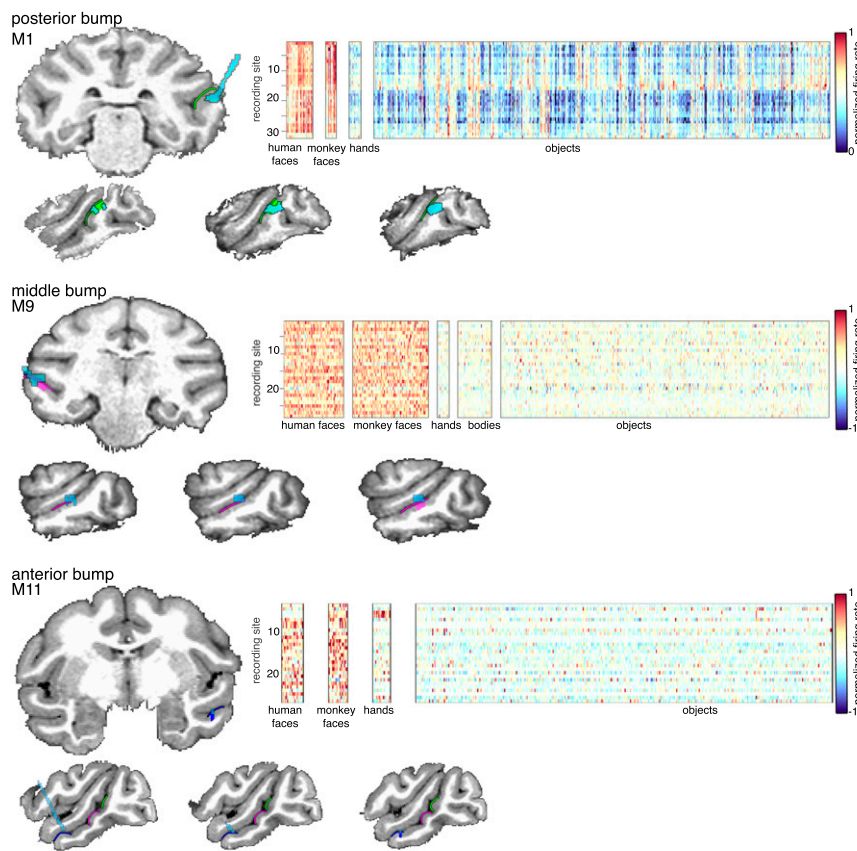 posterior bump
M1
recording site
10
20
30
human faces
monkey faces
hands
objects
1
0
normalized firing rate
middle bump
M9
recording site
10
20
human faces
monkey faces
hands
bodies
objects
1
-1
normalized firing rate
anterior bump
M11
recording site
10
20
human faces
monkey faces
hands
objects
1
-1
normalized firing rate